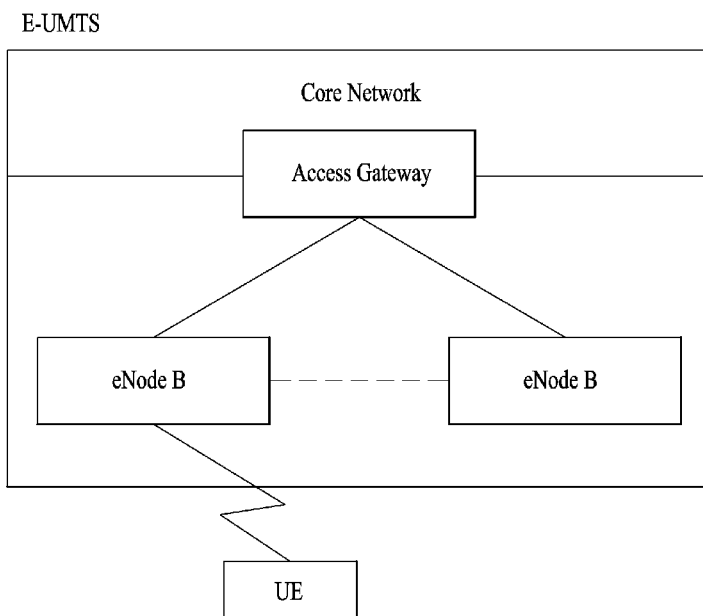 E-UMTS
Core Network
Access Gateway
eNode B
eNode B
UE